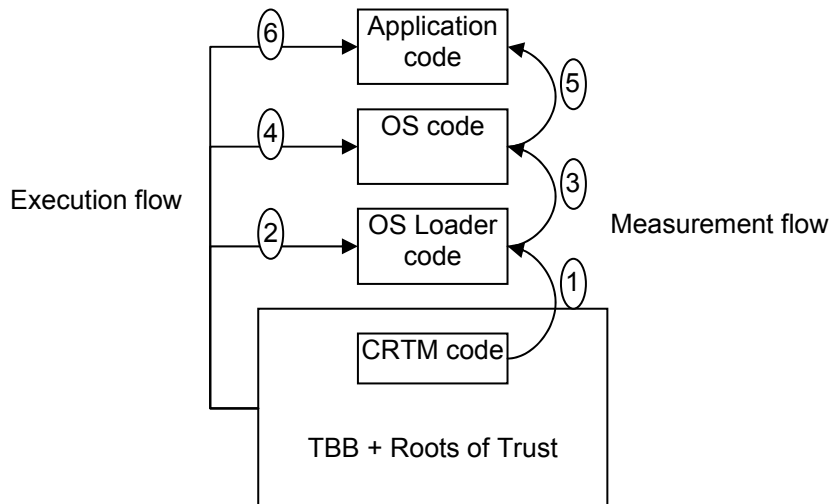 6
Application
code
5
4
OS code
3
Execution flow
Measurement flow
2
OS Loader
code
1
CRTM code
TBB + Roots of Trust